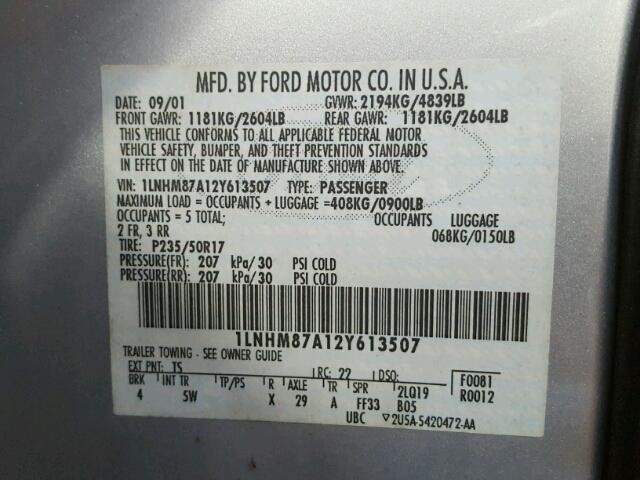 MFD. BY FORD MOTOR CO. IN U.S.A.
DATE: 09/01 GVWR: 2194KG/4839LB
FRONT GAWR: 1181KG/2604LB REAR GAWR: 1181KG/2604LB
THIS VEHICLE CONFORMS TO ALL APPLICABLE FEDERAL MOTOR
VEHICLE SAFETY, BUMPER, AND THEFT PREVENTION STANDARDS
IN EFFECT ON THE DATE OF MANUFACTURE SHOWN ABOVE.
VIN: 1LNHM87A12Y613507 TYPE: PASSENGER
MAXIMUM LOAD = OCCUPANTS + LUGGAGE =408KG/0900LB
OCCUPANTS = 5 TOTAL; OCCUPANTS LUGGAGE
2 FR, 3 RR 068KG/0150LB
TIRE: P235/50R17
PRESSURE(FR): 207 kPa/ 30 PSI COLD
PRESSURE(RR): 207 kPa/ 30 PSI COLD
1LNHM87A12Y613507
TRAILER TOWING - SEE OWNER GUIDE
EXT PNT: TS RC: 22 DSO: F0081
BRK INT TR TP/PS R AXLE TR SPR 2LQ19 R0012
4 5W X 29 A FF33 B05
UBC ▽2U5A-5420472-AA